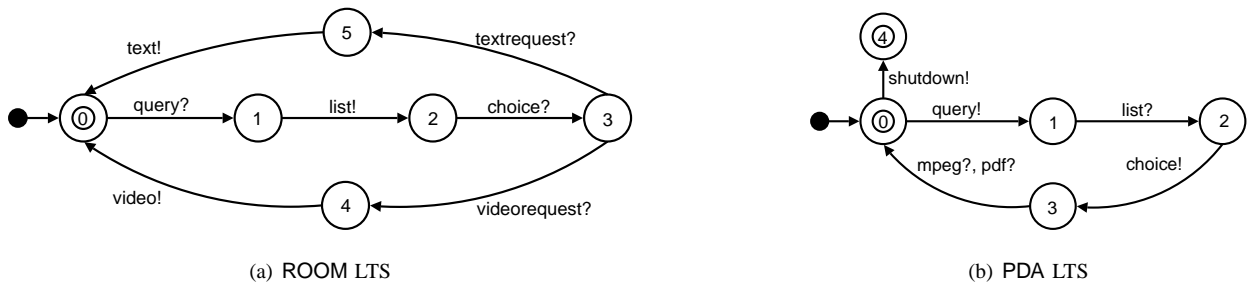 5
text!
textrequest?
0
query?
1
list!
2
choice?
3
video!
4
videorequest?
(a) ROOM LTS
4
shutdown!
0
query!
1
list?
2
mpeg?, pdf?
choice!
3
(b) PDA LTS